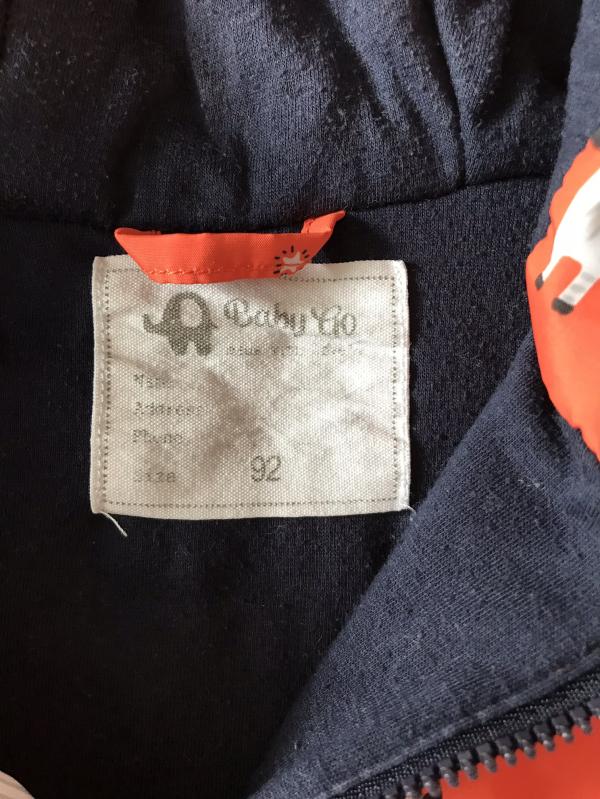 Baby Go
Name
Address
Phone
Size 92